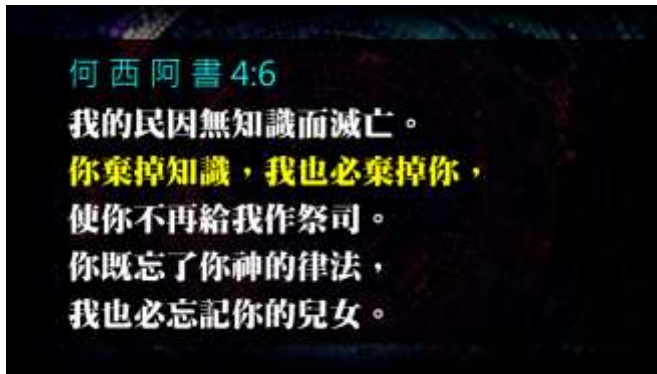 何西阿書 4:6
我的民因無知識而滅亡。
你棄掉知識，我也必棄掉你，
使你不再給我作祭司。
你既忘了你神的律法，
我也必忘記你的兒女。